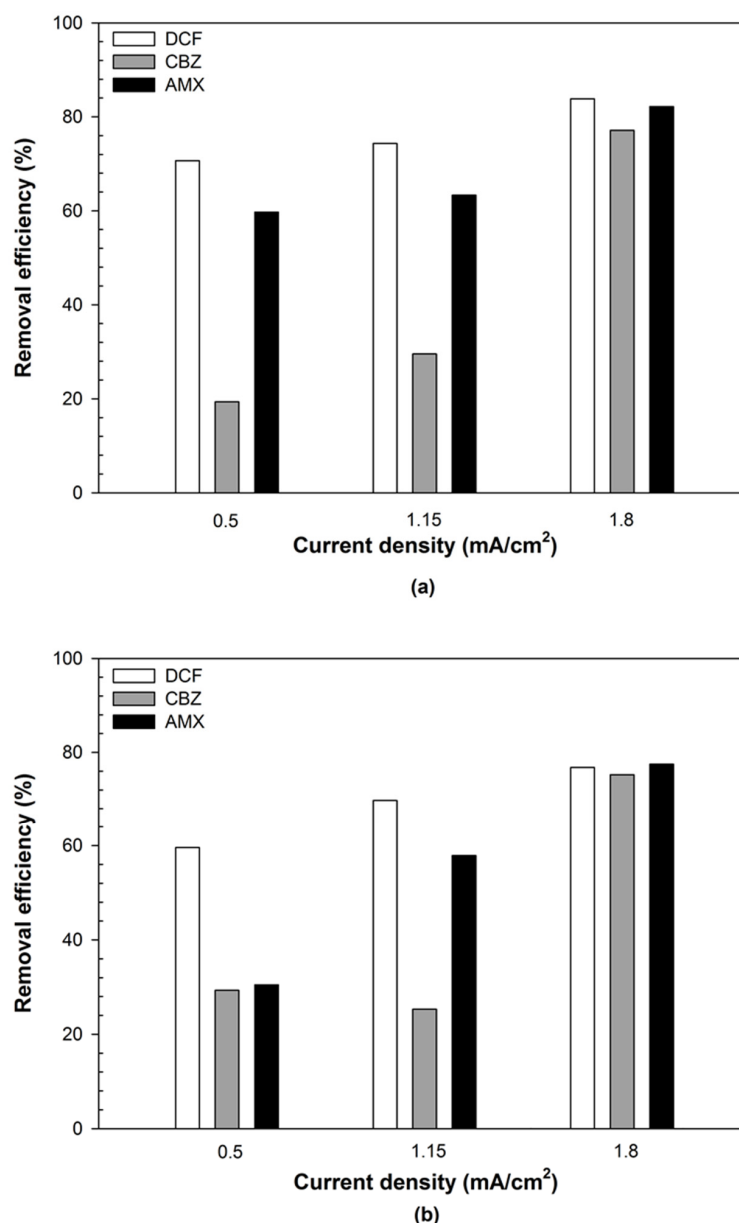 100
80
60
40
20
0
Removal efficiency (%)
DCF
CBZ
AMX
0.5 1.15 1.8
Current density (mA/cm²)
(a)
100
80
60
40
20
0
Removal efficiency (%)
DCF
CBZ
AMX
0.5 1.15 1.8
Current density (mA/cm²)
(b)